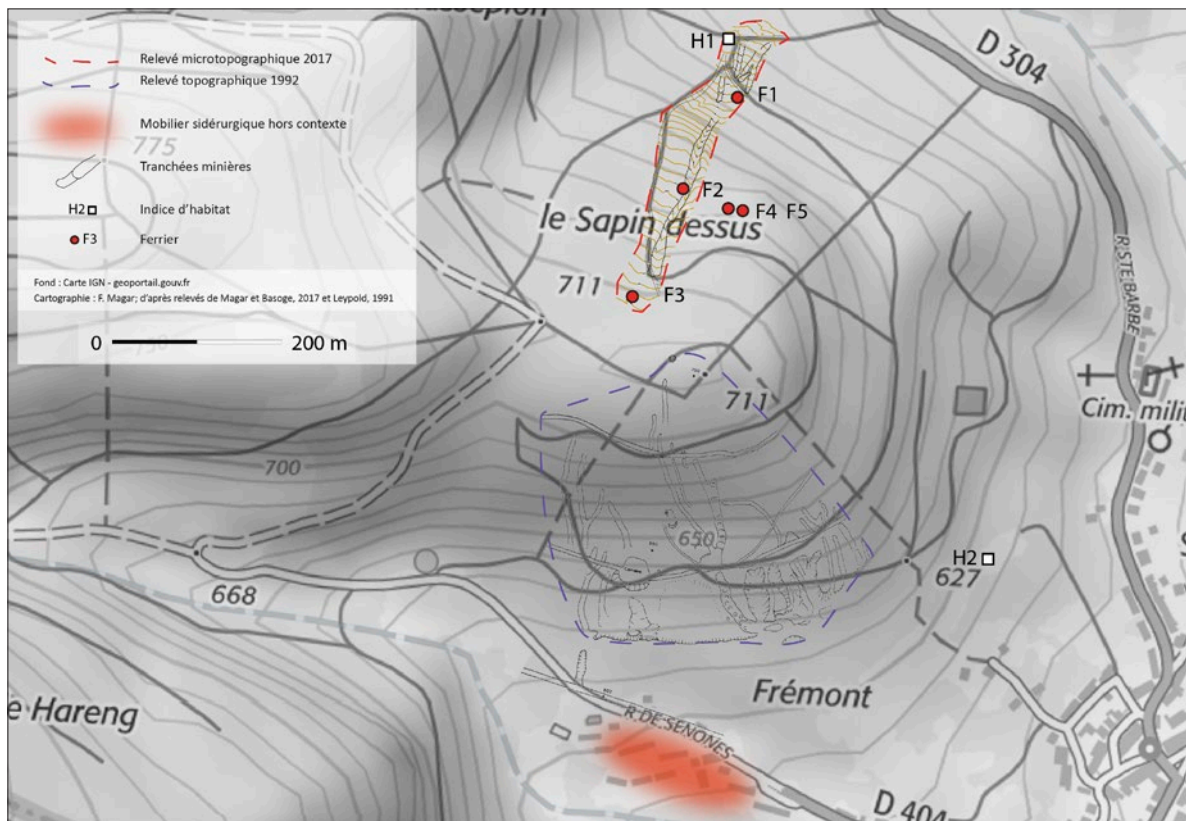 Relevé microtopographique 2017
Relevé topographique 1992
Mobilier sidérurgique hors contexte
775
Tranchées minières
H2
Indice d'habitat
F3
Ferrier
Fond : Carte IGN - geoportail.gouv.fr
Cartographie : F. Magar; d'après relevés de Magar et Basoge, 2017 et Leypold, 1991
0
200 m
H1
D 304
F1
F2
F4 F5
le Sapin dessus
711
F3
R. STE BARBE
711
Cim. milit
700
650
H2
627
668
Frémont
e Hareng
R. DE SENONES
D 404